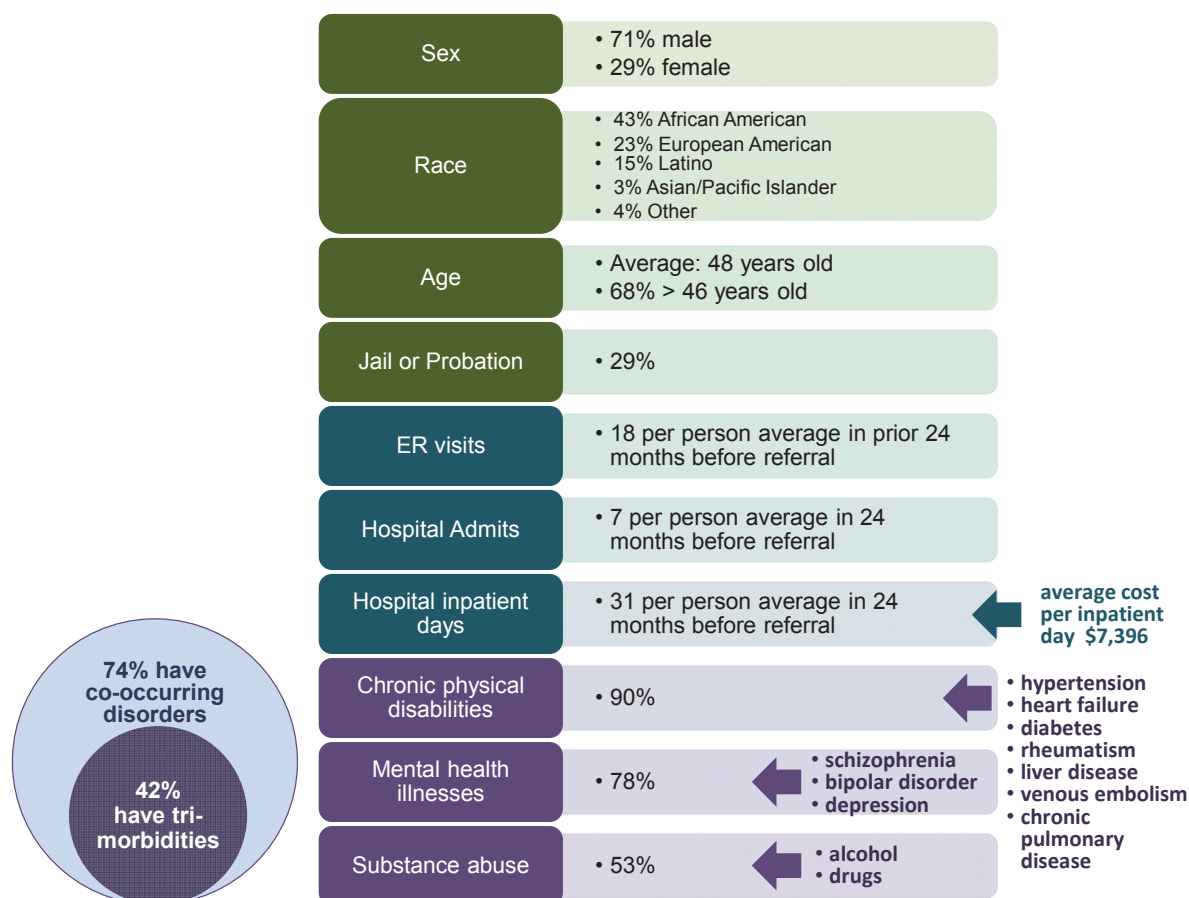 Sex
• 71% male
• 29% female
Race
• 43% African American
• 23% European American
• 15% Latino
• 3% Asian/Pacific Islander
• 4% Other
Age
• Average: 48 years old
• 68% > 46 years old
Jail or Probation
• 29%
ER visits
• 18 per person average in prior 24
months before referral
Hospital Admits
• 7 per person average in 24
months before referral
Hospital inpatient
days
• 31 per person average in 24
months before referral
average cost
per inpatient
day $7,396
Chronic physical
disabilities
• 90%
• hypertension
• heart failure
• diabetes
• rheumatism
• liver disease
• venous embolism
• chronic
pulmonary
disease
Mental health
illnesses
• 78%
• schizophrenia
• bipolar disorder
• depression
Substance abuse
• 53%
• alcohol
• drugs
74% have
co-occurring
disorders
42%
have tri-
morbidities